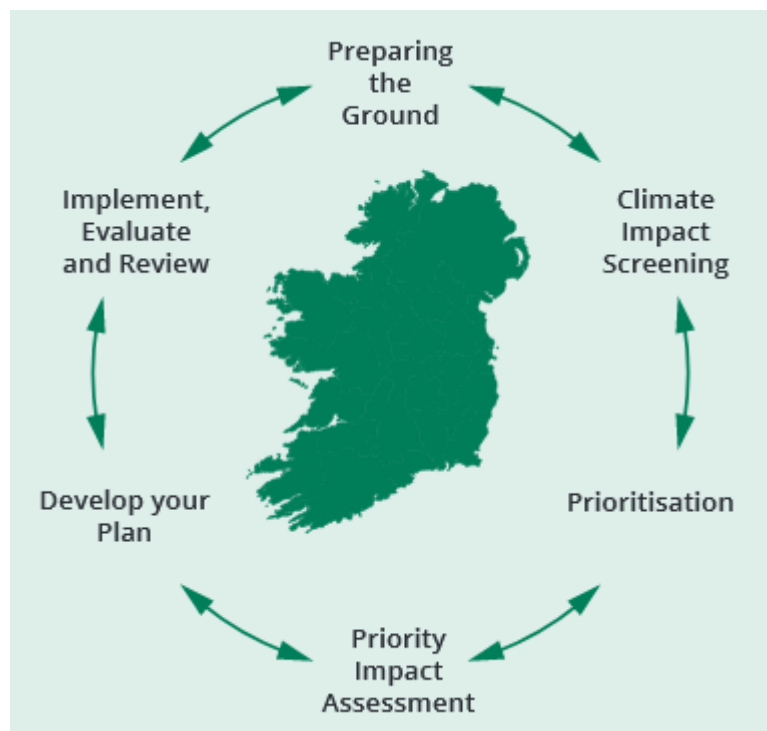 Preparing
the
Ground
Climate
Impact
Screening
Prioritisation
Priority
Impact
Assessment
Develop your
Plan
Implement,
Evaluate
and Review